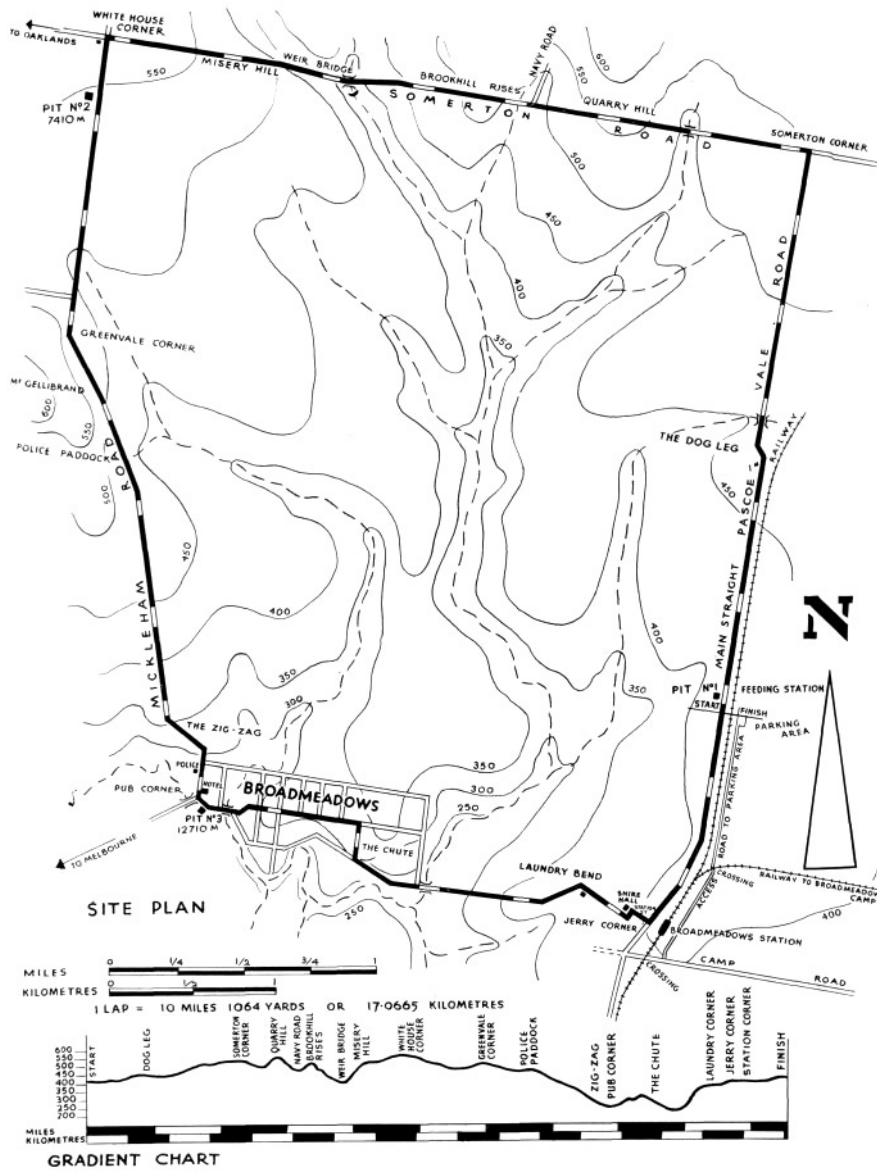 WHITE HOUSE
CORNER
TO OAKLANDS
MISERY HILL
WEIR BRIDGE
BROOKHILL RISES
NAVY ROAD
600
550
QUARRY HILL
SOMERTON ROAD
SOMERTON CORNER
550
PIT Nº2
7410 M
500
450
400
350
GREENVALE CORNER
MT GELLIBRAND
600
550
POLICE PADDOCK
500
450
MICKLEHAM ROAD
400
350
300
PASCOE VALE ROAD
RAILWAY
THE DOG LEG
450
MAIN STRAIGHT
400
350
N
PIT Nº1
FEEDING STATION
START
FINISH
PARKING
AREA
ROAD TO PARKING AREA
THE ZIG-ZAG
POLICE
HOTEL
PUB CORNER
PIT Nº3
12710 M
TO MELBOURNE
BROADMEADOWS
350
300
250
THE CHUTE
250
LAUNDRY BEND
SHIRE
HALL
STATION ST
JERRY CORNER
CROSSING
ACCESS
RAILWAY TO BROADMEADOWS
CAMP
400
BROADMEADOWS STATION
CROSSING
CAMP ROAD
SITE PLAN
MILES 0 1/4 1/2 3/4 1
KILOMETRES 0 1/2 1
1 LAP = 10 MILES 1064 YARDS OR 17·0665 KILOMETRES
600
550
500
450
400
350
300
250
200
START
DOG LEG
SOMERTON
CORNER
QUARRY
HILL
NAVY ROAD
BROOKHILL
RISES
WEIR BRIDGE
MISERY
HILL
WHITE
HOUSE
CORNER
GREENVALE
CORNER
POLICE
PADDOCK
ZIG-ZAG
PUB CORNER
THE CHUTE
LAUNDRY CORNER
JERRY CORNER
STATION CORNER
FINISH
MILES
KILOMETRES
GRADIENT CHART